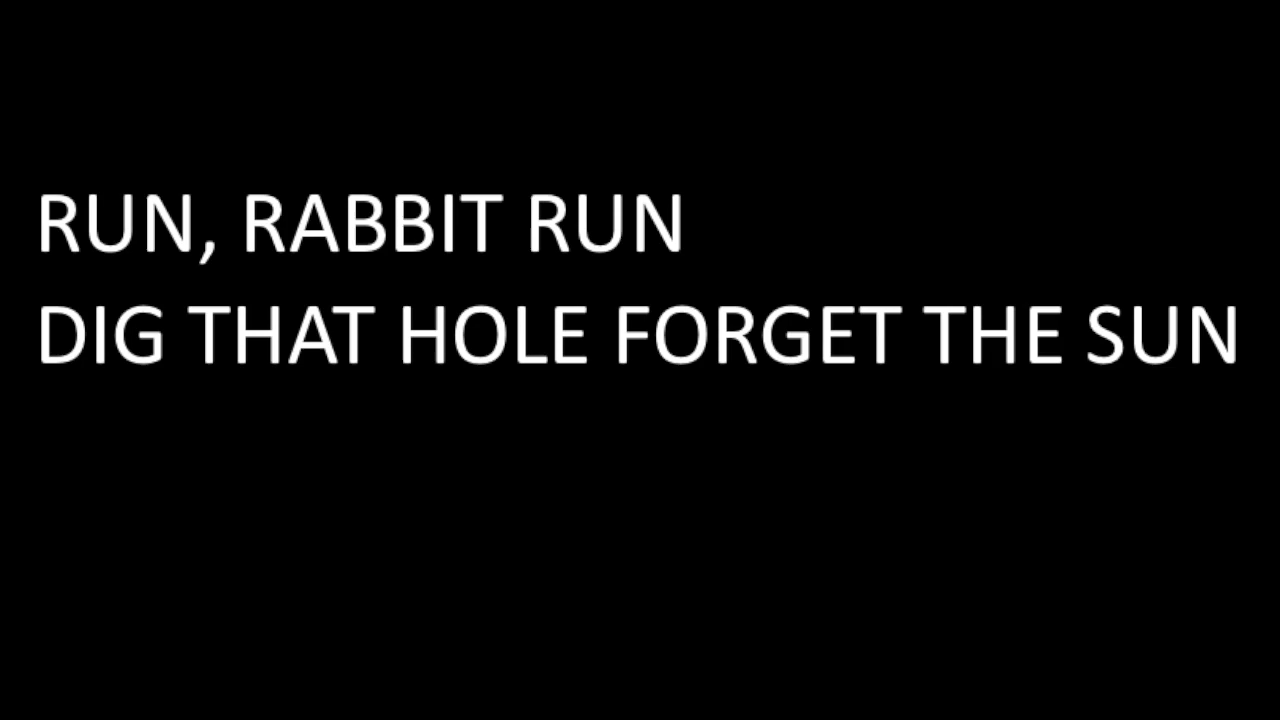 RUN, RABBIT RUN
DIG THAT HOLE FORGET THE SUN